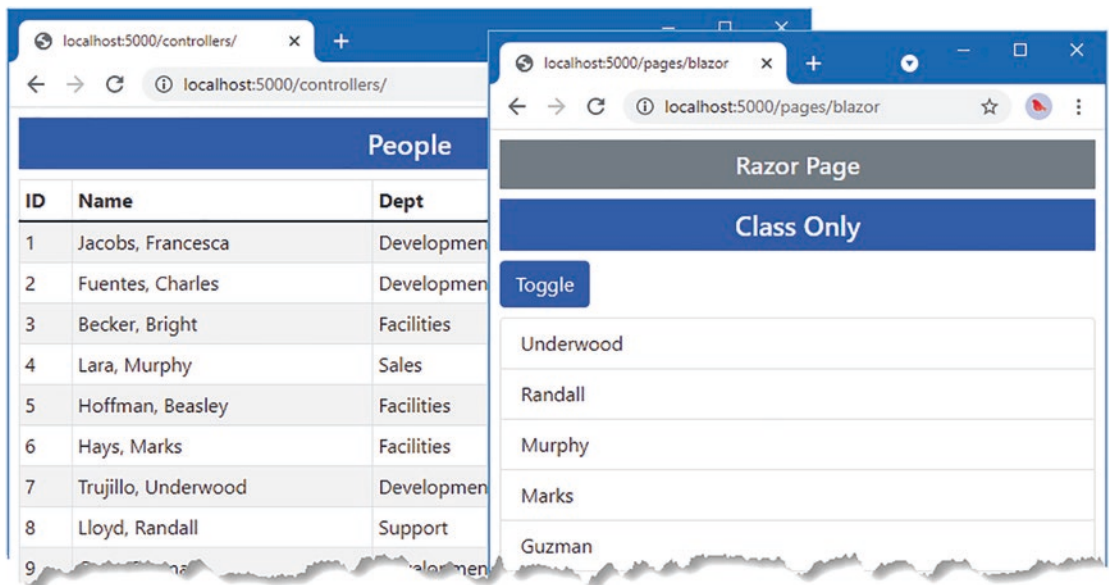 localhost:5000/controllers/
localhost:5000/controllers/
People
ID Name Dept
1 Jacobs, Francesca Developmen
2 Fuentes, Charles Developmen
3 Becker, Bright Facilities
4 Lara, Murphy Sales
5 Hoffman, Beasley Facilities
6 Hays, Marks Facilities
7 Trujillo, Underwood Developmen
8 Lloyd, Randall Support
9
localhost:5000/pages/blazor
localhost:5000/pages/blazor
Razor Page
Class Only
Toggle
Underwood
Randall
Murphy
Marks
Guzman